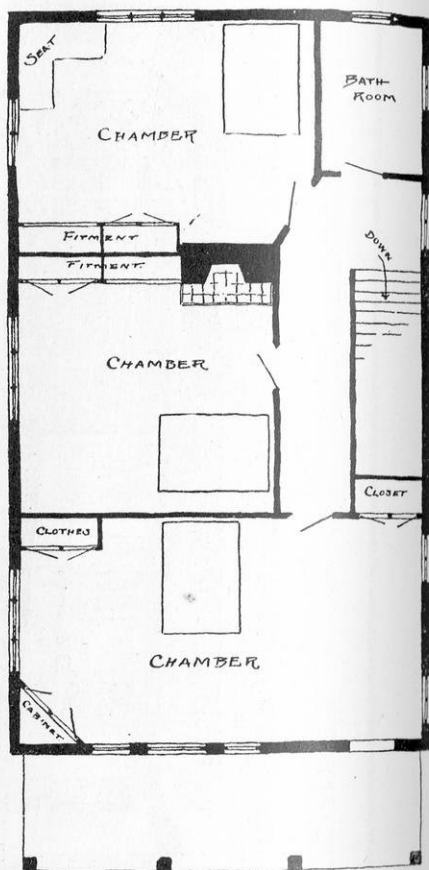 SEAT
BATH
ROOM
CHAMBER
DOWN
FITMENT
FITMENT.
CHAMBER
CLOSET
CLOTHES
CHAMBER
CABINET